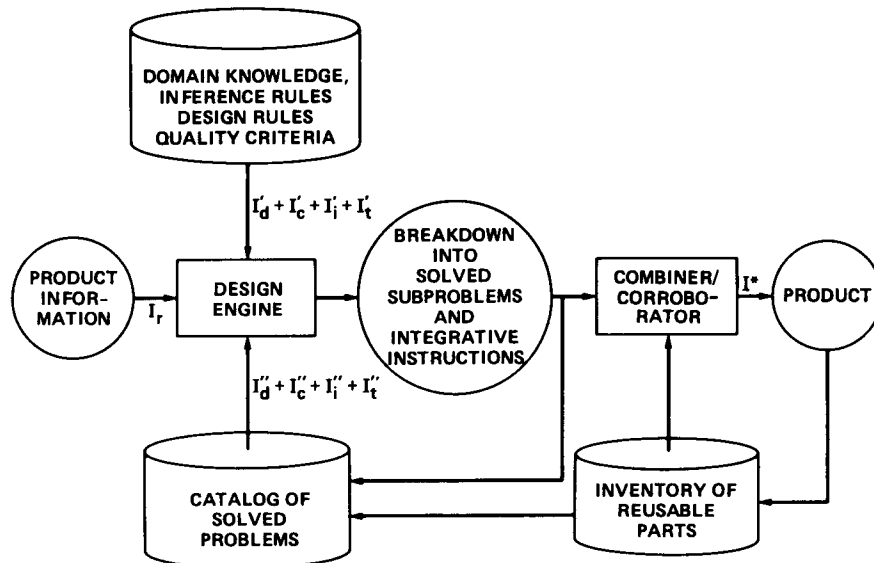 DOMAIN KNOWLEDGE,
INFERENCE RULES
DESIGN RULES
QUALITY CRITERIA
I'd + I'c + I'i + I't
PRODUCT
INFOR-
MATION
Ir
DESIGN
ENGINE
BREAKDOWN
INTO
SOLVED
SUBPROBLEMS
AND
INTEGRATIVE
INSTRUCTIONS
COMBINER/
CORROBO-
RATOR
I*
PRODUCT
I''d + I''c + I''i + I''t
CATALOG OF
SOLVED
PROBLEMS
INVENTORY OF
REUSABLE
PARTS